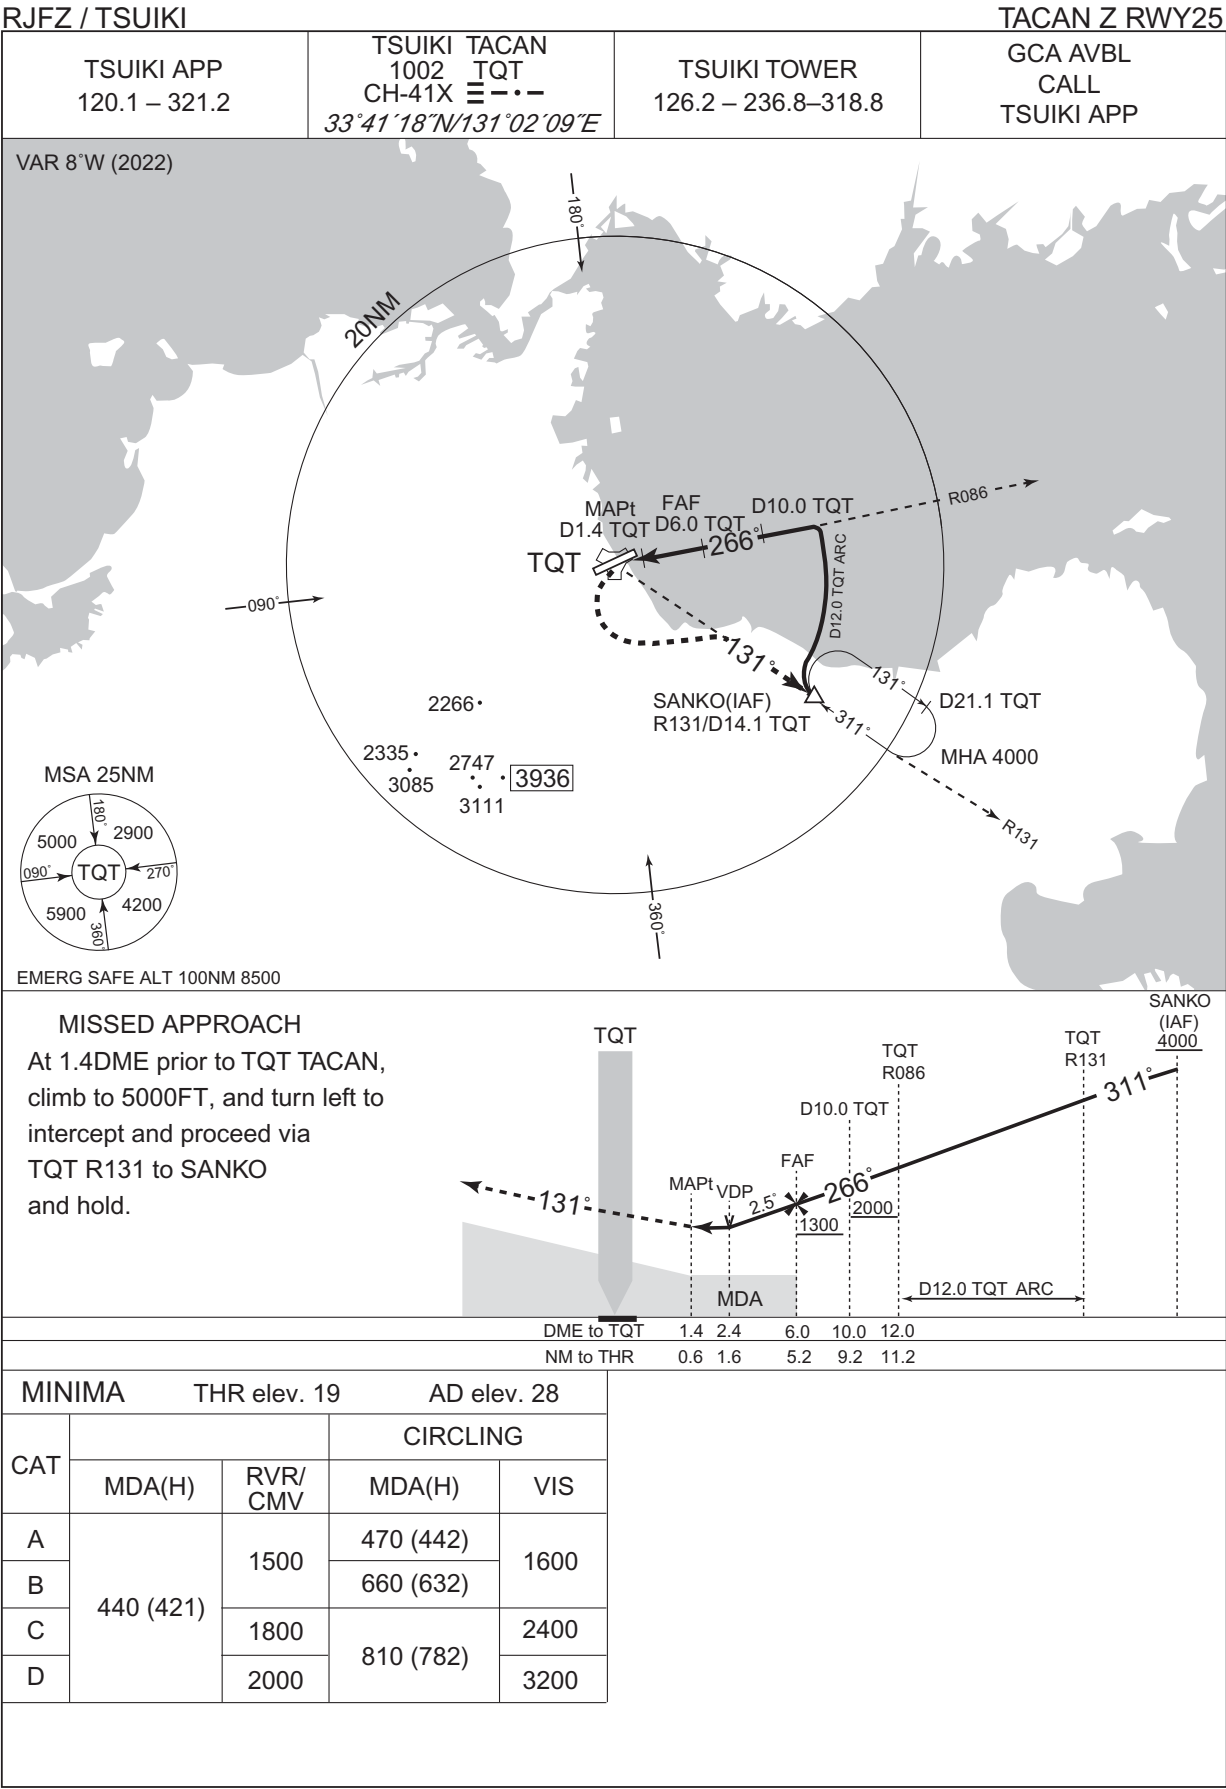 RJFZ / TSUIKI
TACAN Z RWY25
TSUIKI APP
120.1 – 321.2
TSUIKI TACAN
1002 TQT
CH-41X
33°41´18˝N/131°02´09˝E
TSUIKI TOWER
126.2 – 236.8–318.8
GCA AVBL
CALL
TSUIKI APP
VAR 8°W (2022)
180°
20NM
R086
D10.0 TQT
FAF
D6.0 TQT
MAPt
D1.4 TQT
266°
TQT
D12.0 TQT ARC
090°
131°
131°
SANKO(IAF)
R131/D14.1 TQT
311°
D21.1 TQT
MHA 4000
R131
2266
2335
3085
2747
3111
3936
360°
MSA 25NM
180°
5000
2900
090°
TQT
270°
5900
4200
360°
EMERG SAFE ALT 100NM 8500
MISSED APPROACH
At 1.4DME prior to TQT TACAN,
climb to 5000FT, and turn left to
intercept and proceed via
TQT R131 to SANKO
and hold.
SANKO
(IAF)
4000
TQT
TQT
R131
TQT
R086
311°
D10.0 TQT
FAF
266°
MAPt
VDP
2.5°
131°
1300
2000
D12.0 TQT ARC
MDA
DME to TQT 1.4 2.4 6.0 10.0 12.0
NM to THR 0.6 1.6 5.2 9.2 11.2
MINIMA THR elev. 19 AD elev. 28
CIRCLING
CAT MDA(H) RVR/
CMV MDA(H) VIS
A 440 (421) 1500 470 (442) 1600
B 660 (632)
C 1800 810 (782) 2400
D 2000 3200